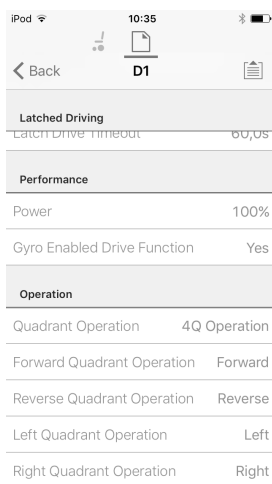 iPod 10:35
Back D1
Latched Driving
Latch Drive Timeout 60,0s
Performance
Power 100%
Gyro Enabled Drive Function Yes
Operation
Quadrant Operation 4Q Operation
Forward Quadrant Operation Forward
Reverse Quadrant Operation Reverse
Left Quadrant Operation Left
Right Quadrant Operation Right